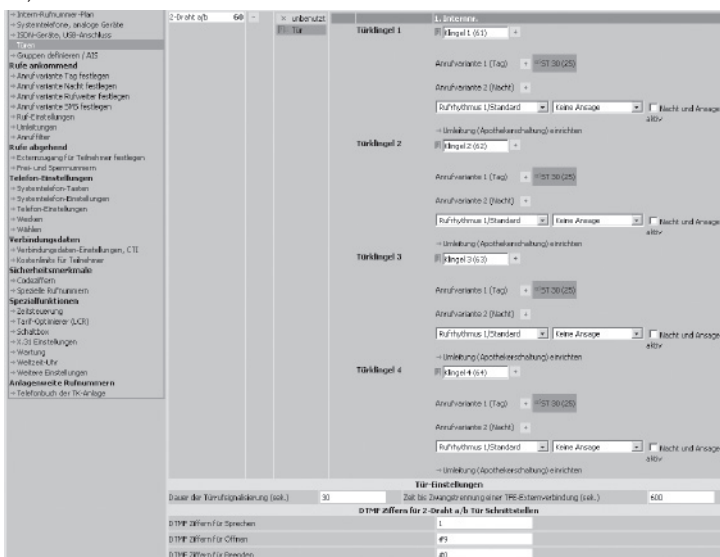 Intern-Rufnummer-Plan
Systemtelefone, analoge Geräte
ISDN-Geräte, USB-Anschluss
Türen
Gruppen definieren / AIS
Rufe ankommend
Anrufvariante Tag festlegen
Anrufvariante Nacht festlegen
Anrufvariante Rufweiter festlegen
Anrufvariante SMS festlegen
Ruf-Einstellungen
Umleitungen
Anruffilter
Rufe abgehend
Externzugang für Teilnehmer festlegen
Frei- und Sperrnummern
Telefon-Einstellungen
Systemtelefon-Tasten
Systemtelefon-Einstellungen
Telefon-Einstellungen
Wecken
Wählen
Verbindungsdaten
Verbindungsdaten-Einstellungen, CTI
Kostenlimits für Teilnehmer
Sicherheitsmerkmale
Codeziffern
Spezielle Rufnummern
Spezialfunktionen
Zeitsteuerung
Tarif-Optimierer (LCR)
Schaltbox
X.31 Einstellungen
Wartung
Weltzeit-Uhr
Weitere Einstellungen
Anlagenweite Rufnummern
Telefonbuch der TK-Anlage
2-Draht a/b 60 -
× unbenutzt
Tür
1. Internnr.
Türklingel 1
Klingel 1 (61) +
Anrufvariante 1 (Tag) + ST 30 (25)
Anrufvariante 2 (Nacht) +
Rufrhythmus 1/Standard Keine Ansage Nacht und Ansage aktiv
Umleitung (Apothekerschaltung) einrichten
Türklingel 2
Klingel 2 (62) +
Anrufvariante 1 (Tag) + ST 30 (25)
Anrufvariante 2 (Nacht) +
Rufrhythmus 1/Standard Keine Ansage Nacht und Ansage aktiv
Umleitung (Apothekerschaltung) einrichten
Türklingel 3
Klingel 3 (63) +
Anrufvariante 1 (Tag) + ST 30 (25)
Anrufvariante 2 (Nacht) +
Rufrhythmus 1/Standard Keine Ansage Nacht und Ansage aktiv
Umleitung (Apothekerschaltung) einrichten
Türklingel 4
Klingel 4 (64) +
Anrufvariante 1 (Tag) + ST 30 (25)
Anrufvariante 2 (Nacht) +
Rufrhythmus 1/Standard Keine Ansage Nacht und Ansage aktiv
Umleitung (Apothekerschaltung) einrichten
Tür-Einstellungen
Dauer der Türrufsignalisierung (sek.) 30 Zeit bis Zwangstrennung einer TFE-Externverbindung (sek.) 600
DTMF Ziffern für 2-Draht a/b Tür Schnittstellen
DTMF Ziffern für Sprechen 1
DTMF Ziffern für Öffnen #9
DTMF Ziffern für Beenden #0